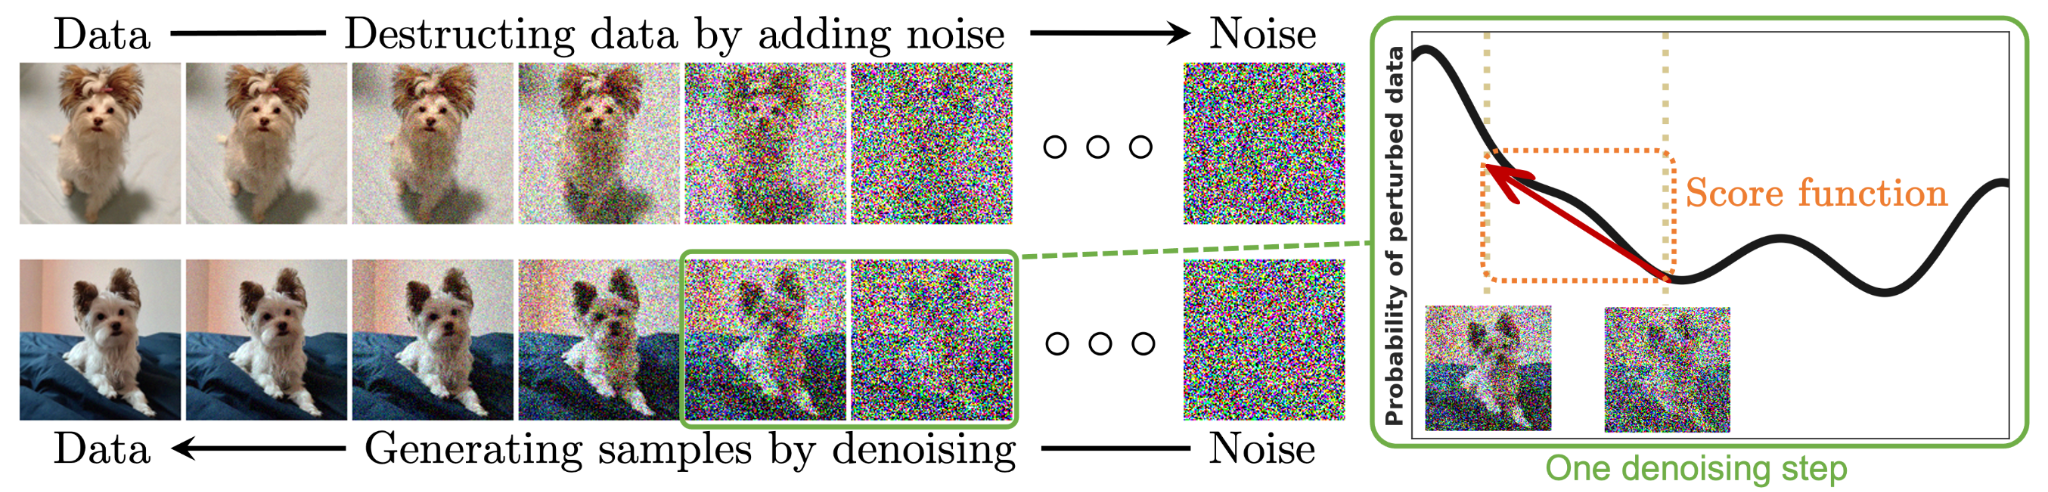 Data Destructing data by adding noise Noise
Data Generating samples by denoising Noise
Probability of perturbed data
Score function
One denoising step